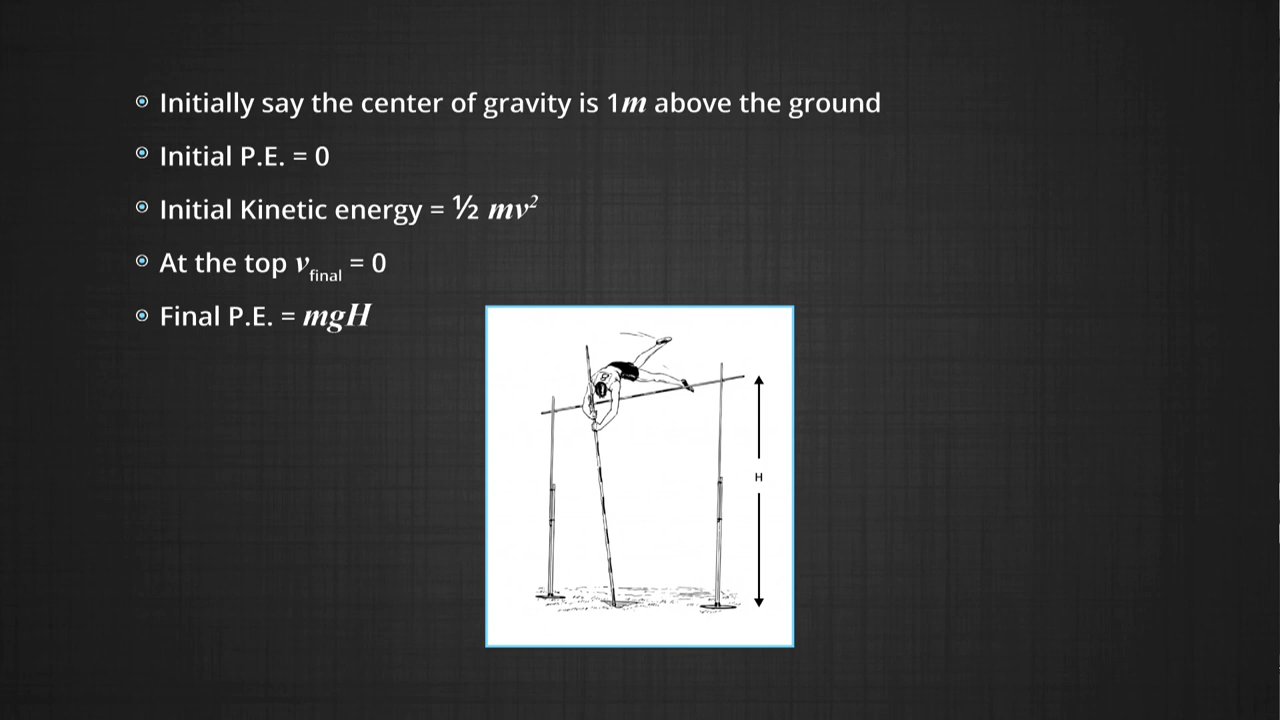 Initially say the center of gravity is 1m above the ground
Initial P.E. = 0
Initial Kinetic energy = ½ mv²
At the top v_final = 0
Final P.E. = mgH
H